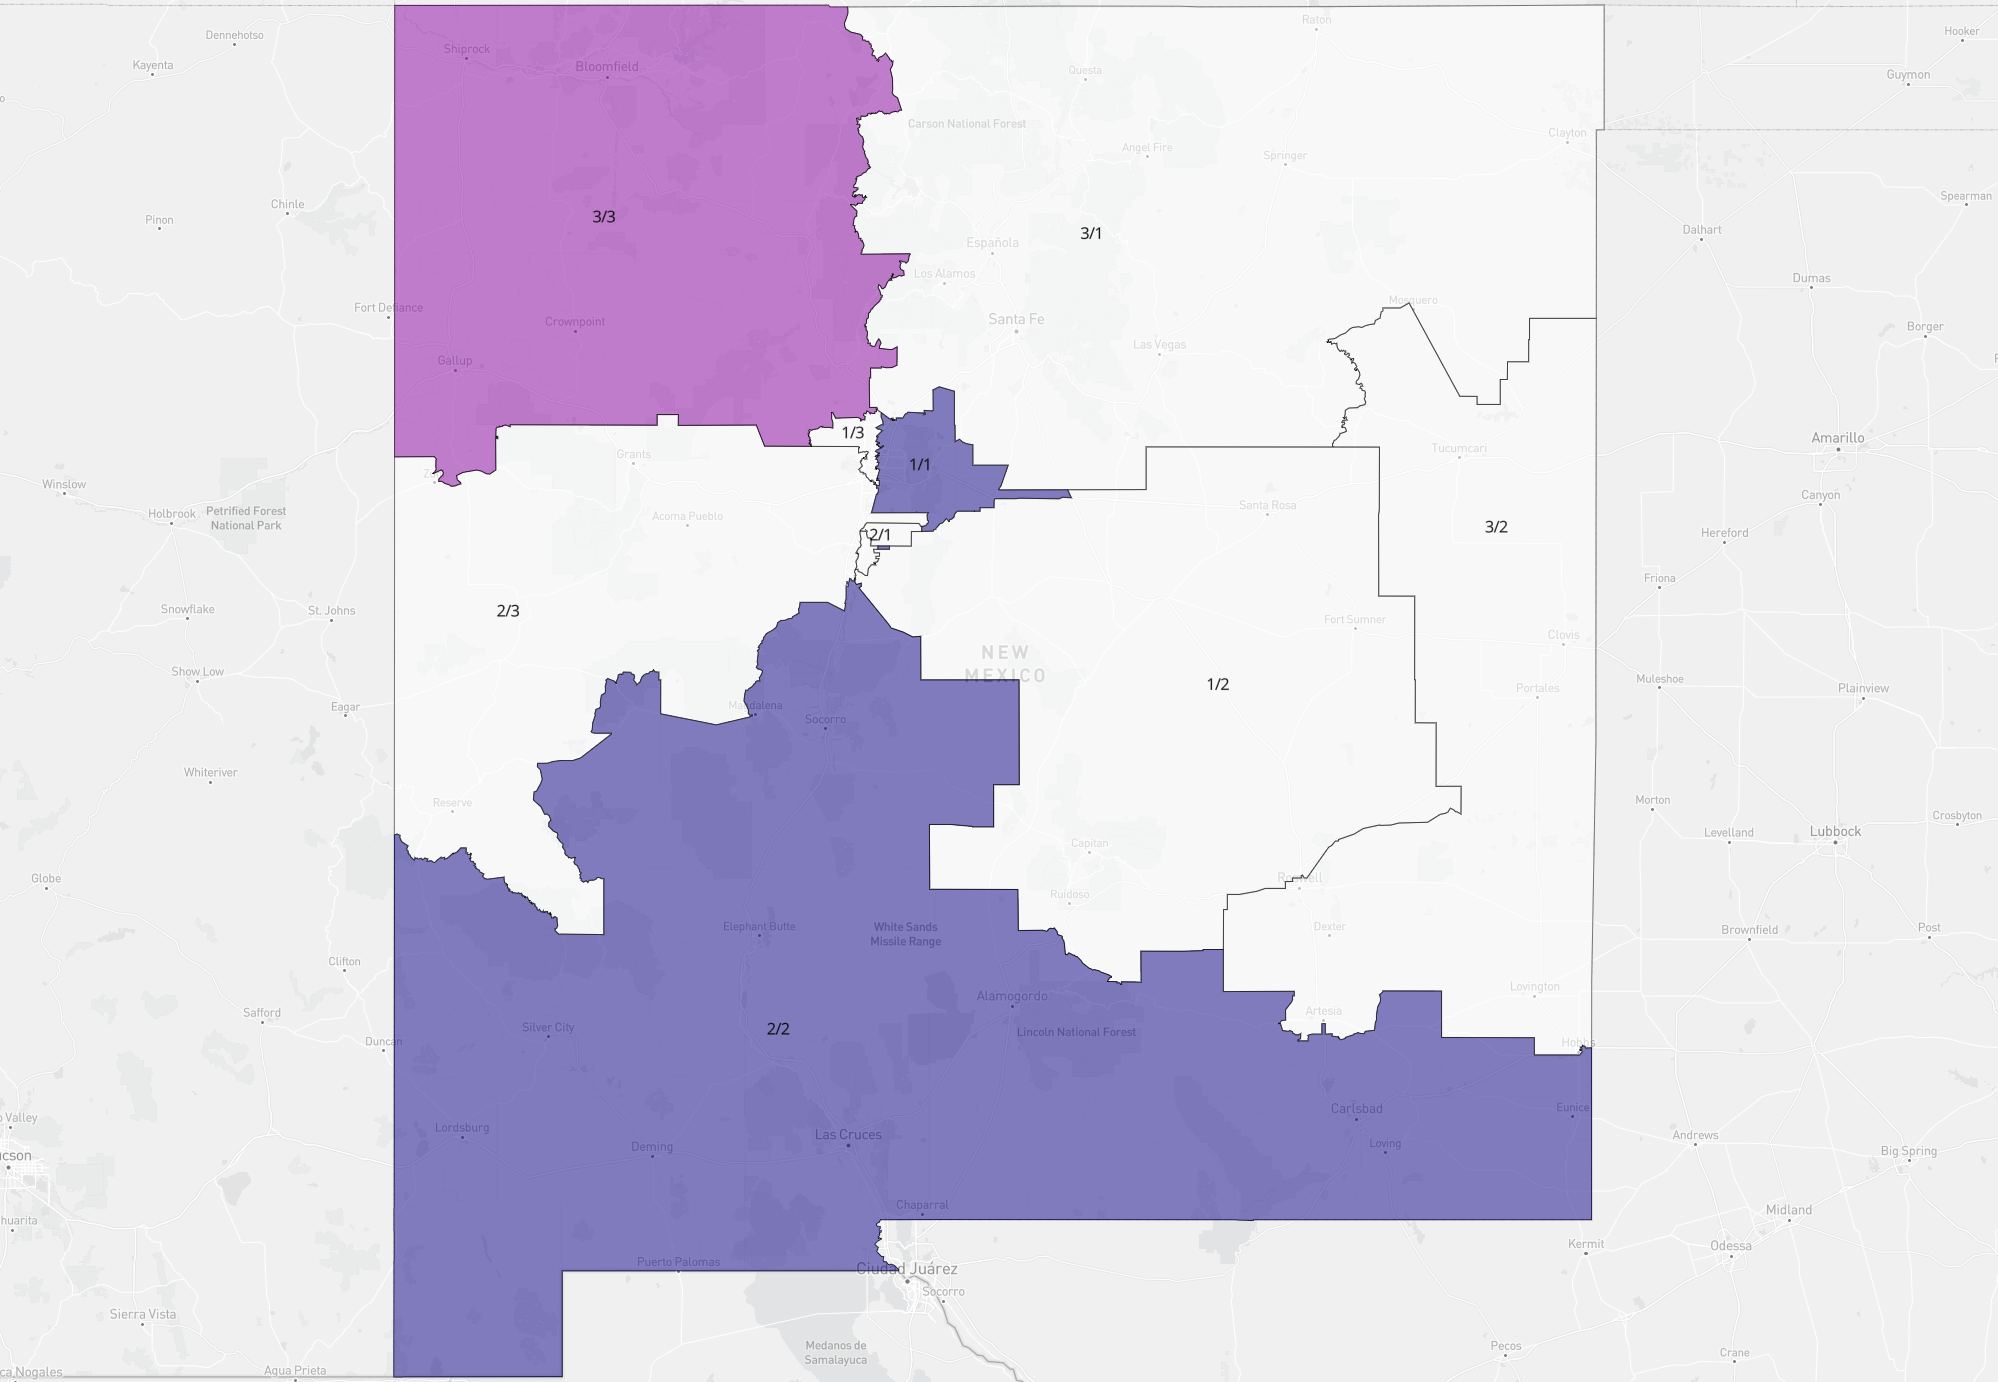 Raton
Hooker
Dennehotso
Shiprock
Kayenta
Bloomfield
Questa
Guymon
Carson National Forest
Clayton
Angel Fire
Springer
Spearman
Chinle
Pinon
3/3
3/1
Dalhart
Española
Los Alamos
Dumas
Fort Defiance
Mosquero
Crownpoint
Santa Fe
Borger
Las Vegas
Gallup
1/3
Amarillo
Tucumcari
Grants
1/1
Winslow
Canyon
Santa Rosa
Holbrook
Petrified Forest
National Park
Acoma Pueblo
3/2
2/1
Hereford
Friona
Snowflake
St. Johns
2/3
Fort Sumner
Clovis
NEW
MEXICO
Show Low
1/2
Muleshoe
Portales
Plainview
Eagar
Magdalena
Socorro
Whiteriver
Reserve
Morton
Crosbyton
Levelland
Lubbock
Capitan
Globe
Roswell
Ruidoso
Elephant Butte
White Sands
Missile Range
Dexter
Brownfield
Post
Clifton
Lovington
Alamogordo
Safford
Artesia
Silver City
2/2
Lincoln National Forest
Duncan
Hobbs
Valley
Carlsbad
Eunice
Lordsburg
Las Cruces
Deming
Loving
Andrews
Big Spring
Chaparral
Midland
Kermit
Odessa
Puerto Palomas
Ciudad Juárez
Socorro
Sierra Vista
Medanos de
Samalayuca
Pecos
Crane
Nogales
Agua Prieta